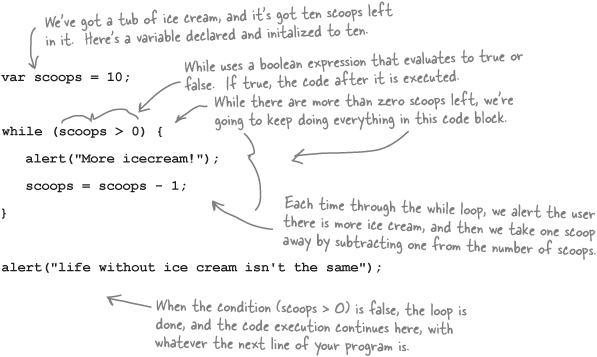 We've got a tub of ice cream, and it's got ten scoops left
in it. Here's a variable declared and initalized to ten.
var scoops = 10;
While uses a boolean expression that evaluates to true or
false. If true, the code after it is executed.
While there are more than zero scoops left, we're
going to keep doing everything in this code block.
while (scoops > 0) {
alert("More icecream!");
scoops = scoops - 1;
}
Each time through the while loop, we alert the user
there is more ice cream, and then we take one scoop
away by subtracting one from the number of scoops.
alert("life without ice cream isn't the same");
When the condition (scoops > 0) is false, the loop is
done, and the code execution continues here, with
whatever the next line of your program is.